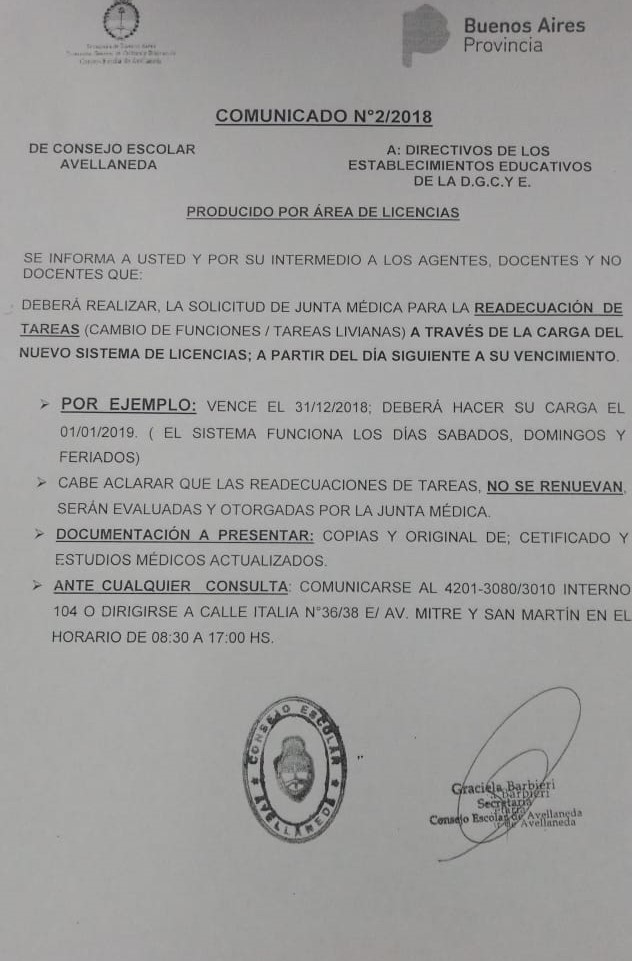 Buenos Aires
Provincia
Consejo Escolar de Avellaneda
COMUNICADO N°2/2018
DE CONSEJO ESCOLAR
AVELLANEDA
A: DIRECTIVOS DE LOS
ESTABLECIMIENTOS EDUCATIVOS
DE LA D.G.C.Y E.
PRODUCIDO POR ÁREA DE LICENCIAS
SE INFORMA A USTED Y POR SU INTERMEDIO A LOS AGENTES, DOCENTES Y NO
DOCENTES QUE:
DEBERÁ REALIZAR, LA SOLICITUD DE JUNTA MÉDICA PARA LA READECUACIÓN DE
TAREAS (CAMBIO DE FUNCIONES / TAREAS LIVIANAS) A TRAVÉS DE LA CARGA DEL
NUEVO SISTEMA DE LICENCIAS; A PARTIR DEL DÍA SIGUIENTE A SU VENCIMIENTO.
➢ POR EJEMPLO: VENCE EL 31/12/2018; DEBERÁ HACER SU CARGA EL
01/01/2019. ( EL SISTEMA FUNCIONA LOS DÍAS SABADOS, DOMINGOS Y
FERIADOS)
➢ CABE ACLARAR QUE LAS READECUACIONES DE TAREAS, NO SE RENUEVAN,
SERÁN EVALUADAS Y OTORGADAS POR LA JUNTA MÉDICA.
➢ DOCUMENTACIÓN A PRESENTAR: COPIAS Y ORIGINAL DE; CETIFICADO Y
ESTUDIOS MÉDICOS ACTUALIZADOS.
➢ ANTE CUALQUIER CONSULTA: COMUNICARSE AL 4201-3080/3010 INTERNO
104 O DIRIGIRSE A CALLE ITALIA N°36/38 E/ AV. MITRE Y SAN MARTÍN EN EL
HORARIO DE 08:30 A 17:00 HS.
CONSEJO ESCOLAR
AVELLANEDA
Graciela Barbieri
Secretaria
Consejo Escolar de Avellaneda